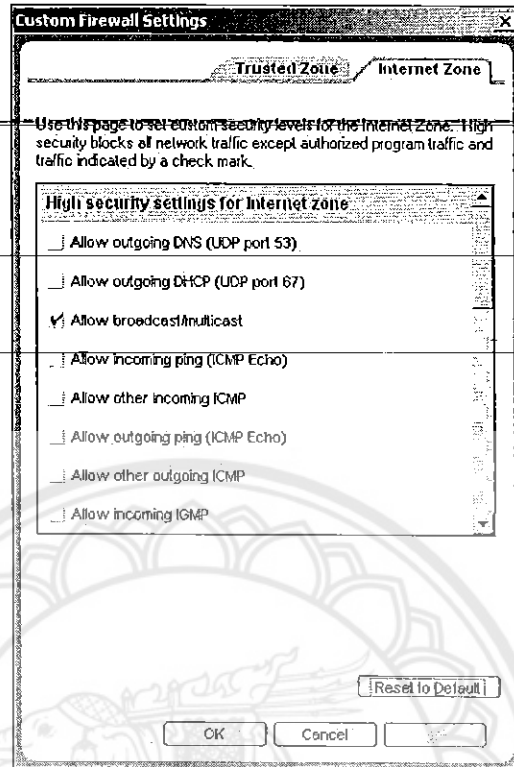 Custom Firewall Settings
Trusted Zone
Internet Zone
Use this page to set custom security levels for the Internet Zone. High
security blocks all network traffic except authorized program traffic and
traffic indicated by a check mark.
High security settings for Internet zone
Allow outgoing DNS (UDP port 53)
Allow outgoing DHCP (UDP port 67)
Allow broadcast/multicast
Allow incoming ping (ICMP Echo)
Allow other incoming ICMP
Allow outgoing ping (ICMP Echo)
Allow other outgoing ICMP
Allow incoming IGMP
Reset to Default
OK
Cancel